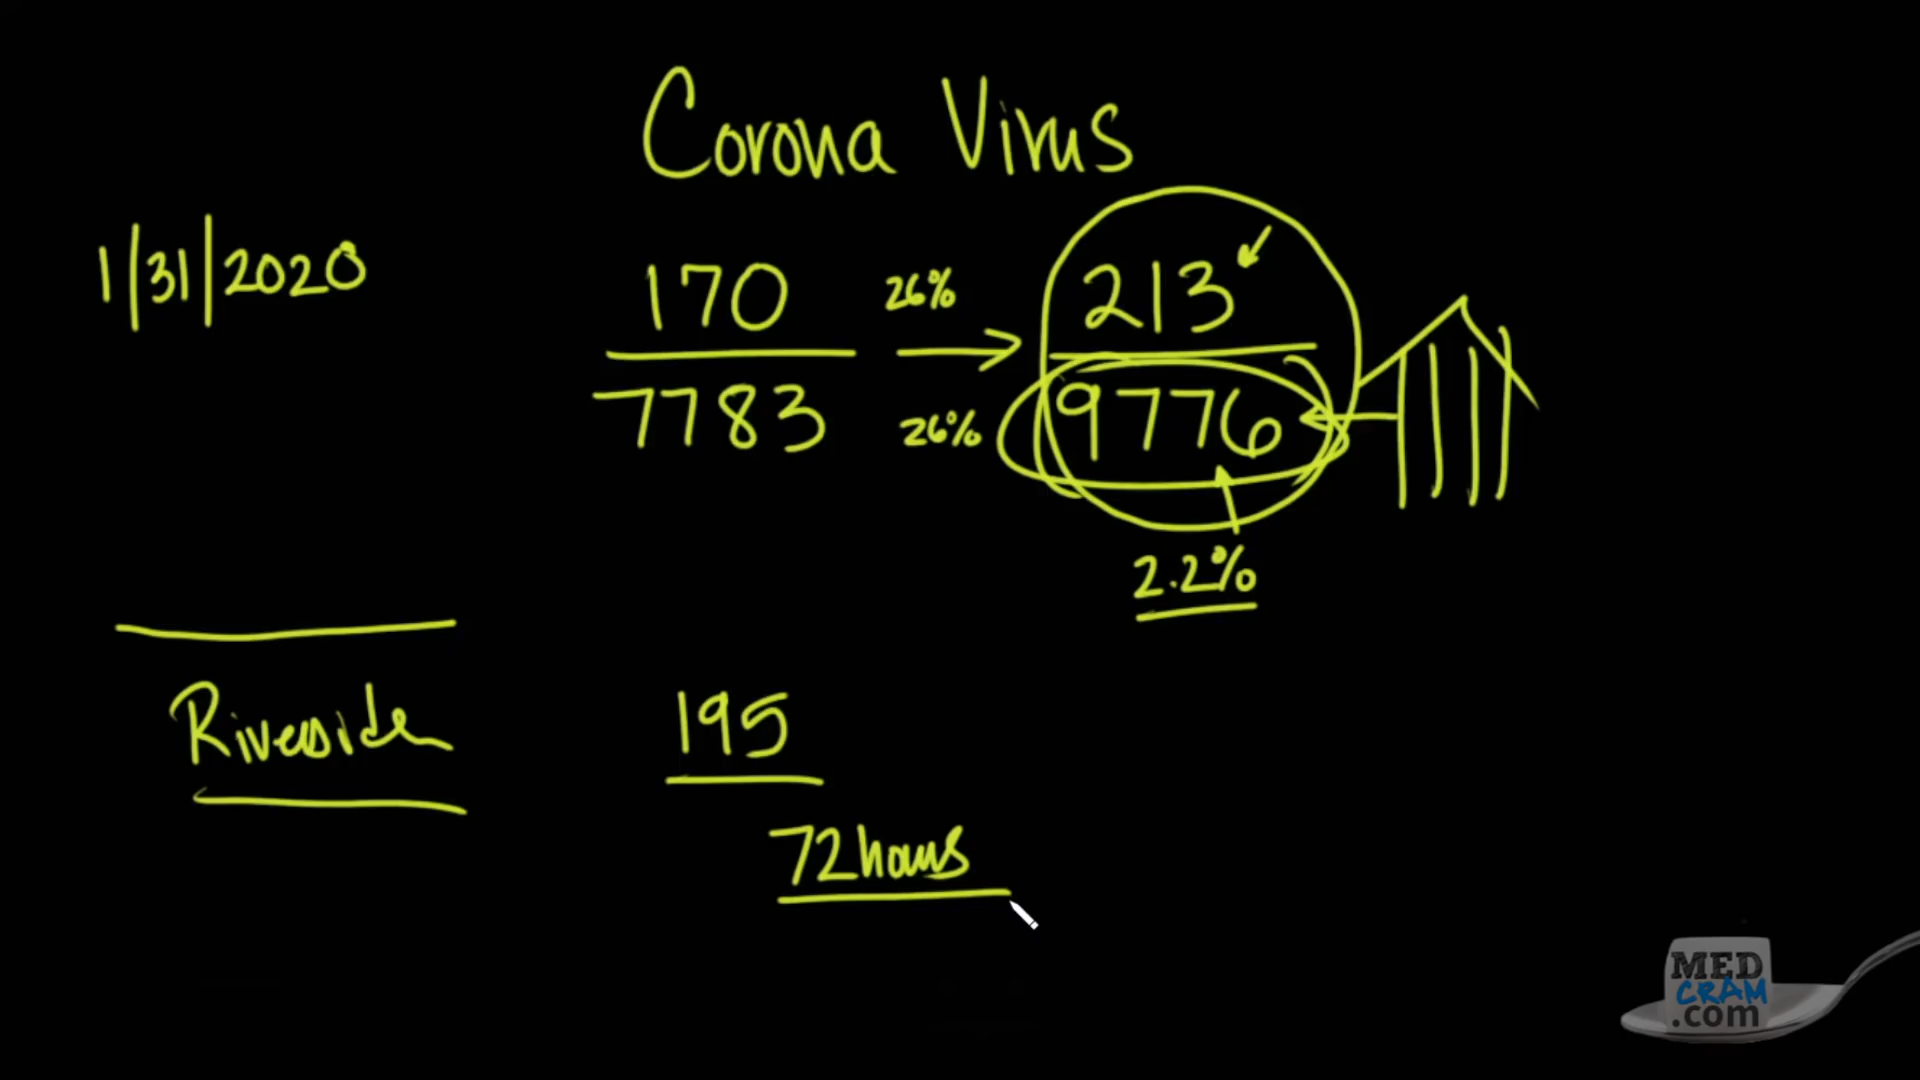 Corona Virus
1/31/2020
170 26% 213
7783 26% 9776
2.2%
Riverside 195
72 hours
MED
CRAM
.com